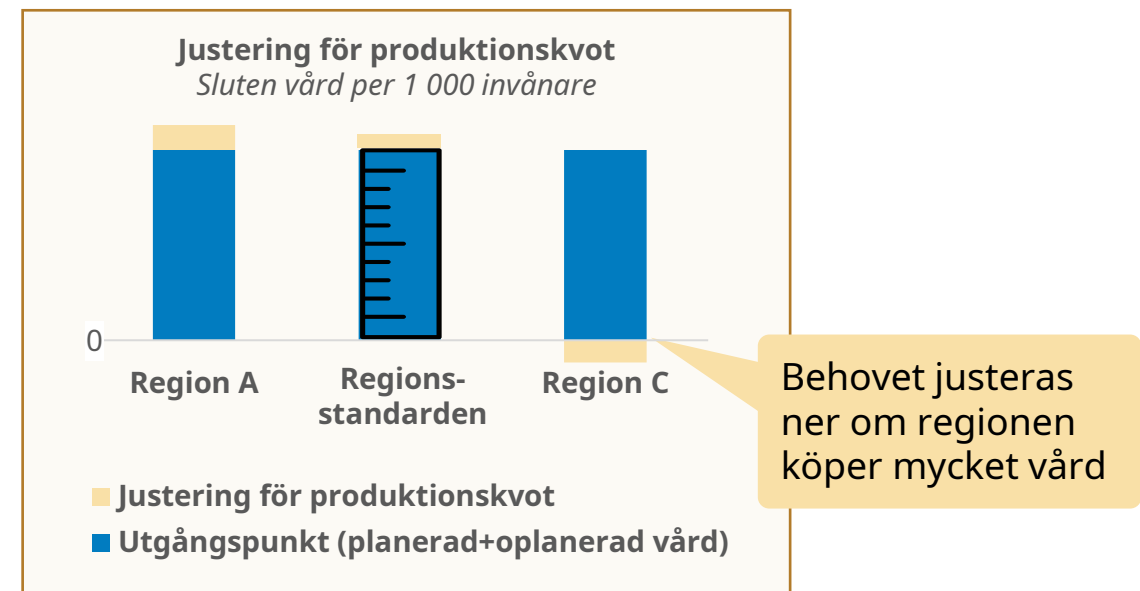 Justering för produktionskvot
Sluten vård per 1 000 invånare
0
Region A
Regions-
standarden
Region C
Behovet justeras
ner om regionen
köper mycket vård
Justering för produktionskvot
Utgångspunkt (planerad+oplanerad vård)